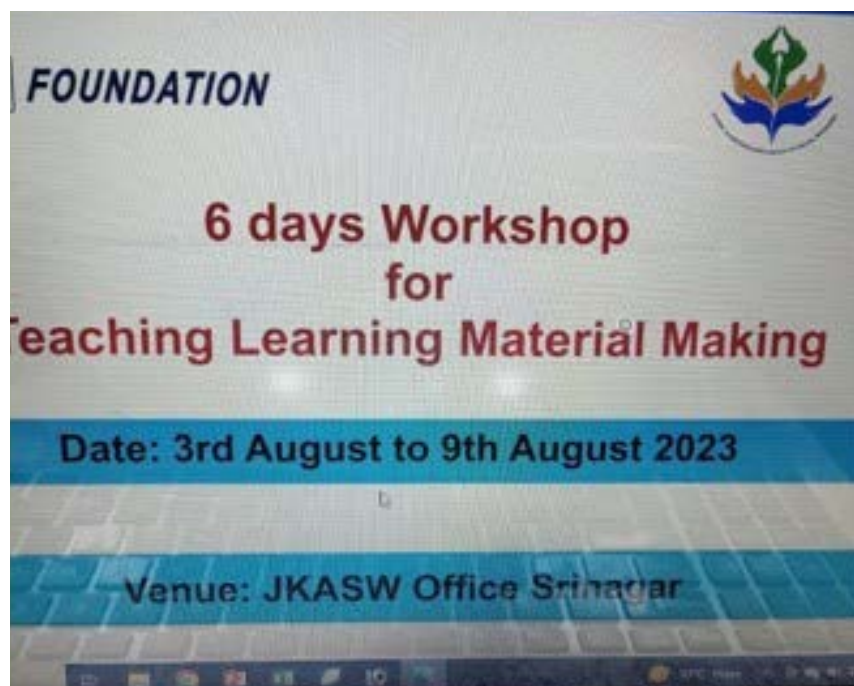 FOUNDATION
6 days Workshop
for
Teaching Learning Material Making
Date: 3rd August to 9th August 2023
Venue: JKASW Office Srinagar